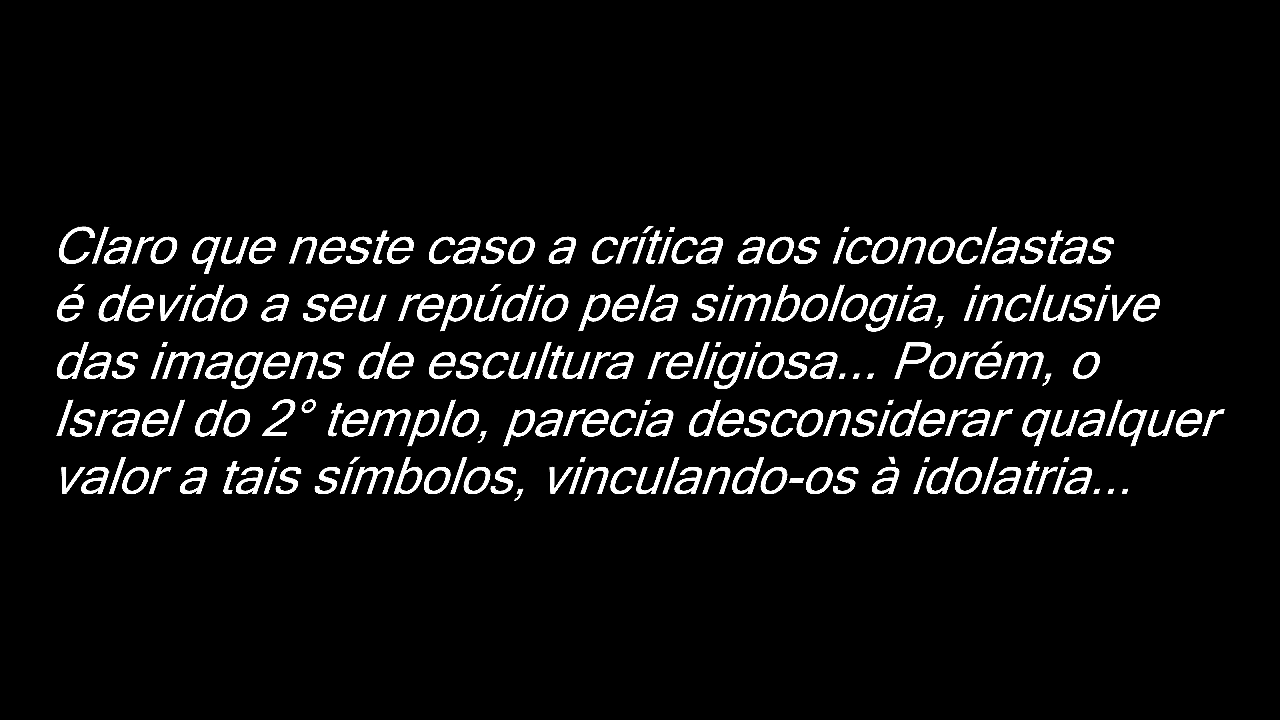 Claro que neste caso a crítica aos iconoclastas
é devido a seu repúdio pela simbologia, inclusive
das imagens de escultura religiosa... Porém, o
Israel do 2° templo, parecia desconsiderar qualquer
valor a tais símbolos, vinculando-os à idolatria...